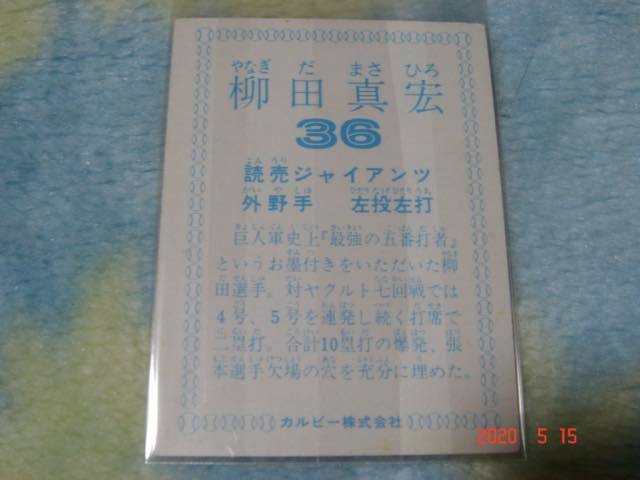 やなぎ だ まさ ひろ
柳田真宏
36
よみ うり
読売ジャイアンツ
外野手 左投左打
巨人軍史上『最強の五番打者』
というお墨付きをいただいた柳
田選手。対ヤクルト七回戦では
4号、5号を連発し続く打席で
二塁打。合計10塁打の爆発、張
本選手欠場の穴を充分に埋めた。
カルビー株式会社
2020 5 15